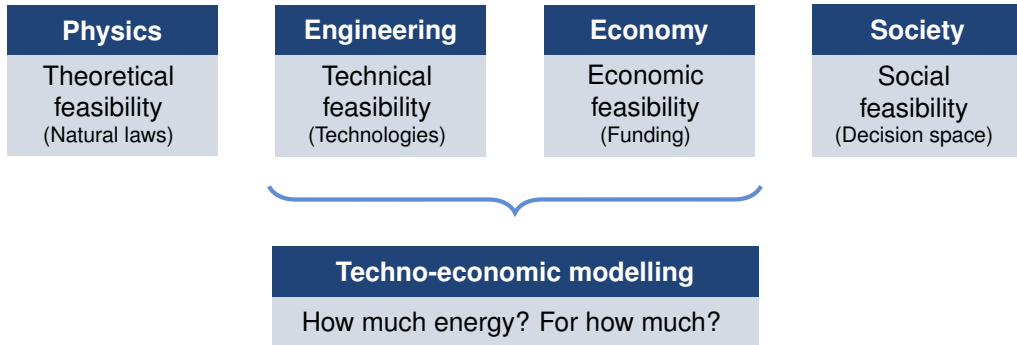 Physics
Theoretical
feasibility
(Natural laws)
Engineering
Technical
feasibility
(Technologies)
Economy
Economic
feasibility
(Funding)
Society
Social
feasibility
(Decision space)
Techno-economic modelling
How much energy? For how much?